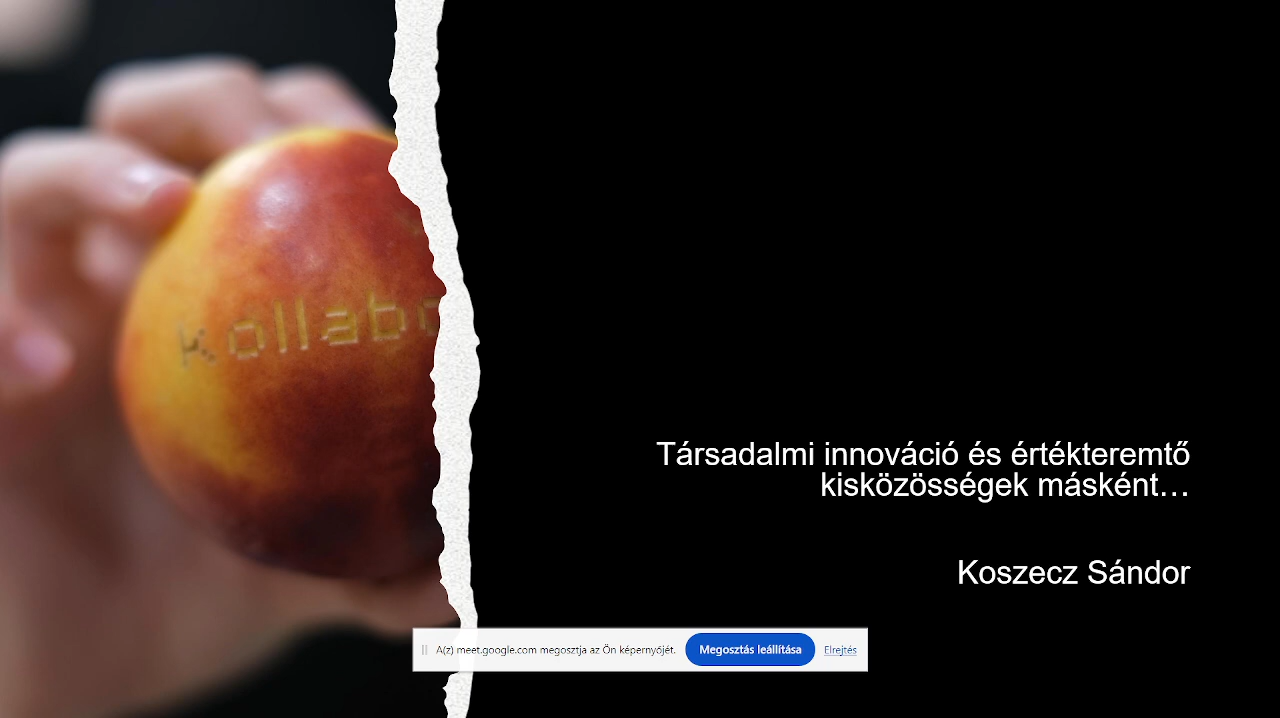 Kollabo
Társadalmi innováció és értékteremtő
kisközösségek másként…
Koszecz Sándor
A(z) meet.google.com megosztja az Ön képernyőjét. Megosztás leállítása Elrejtés